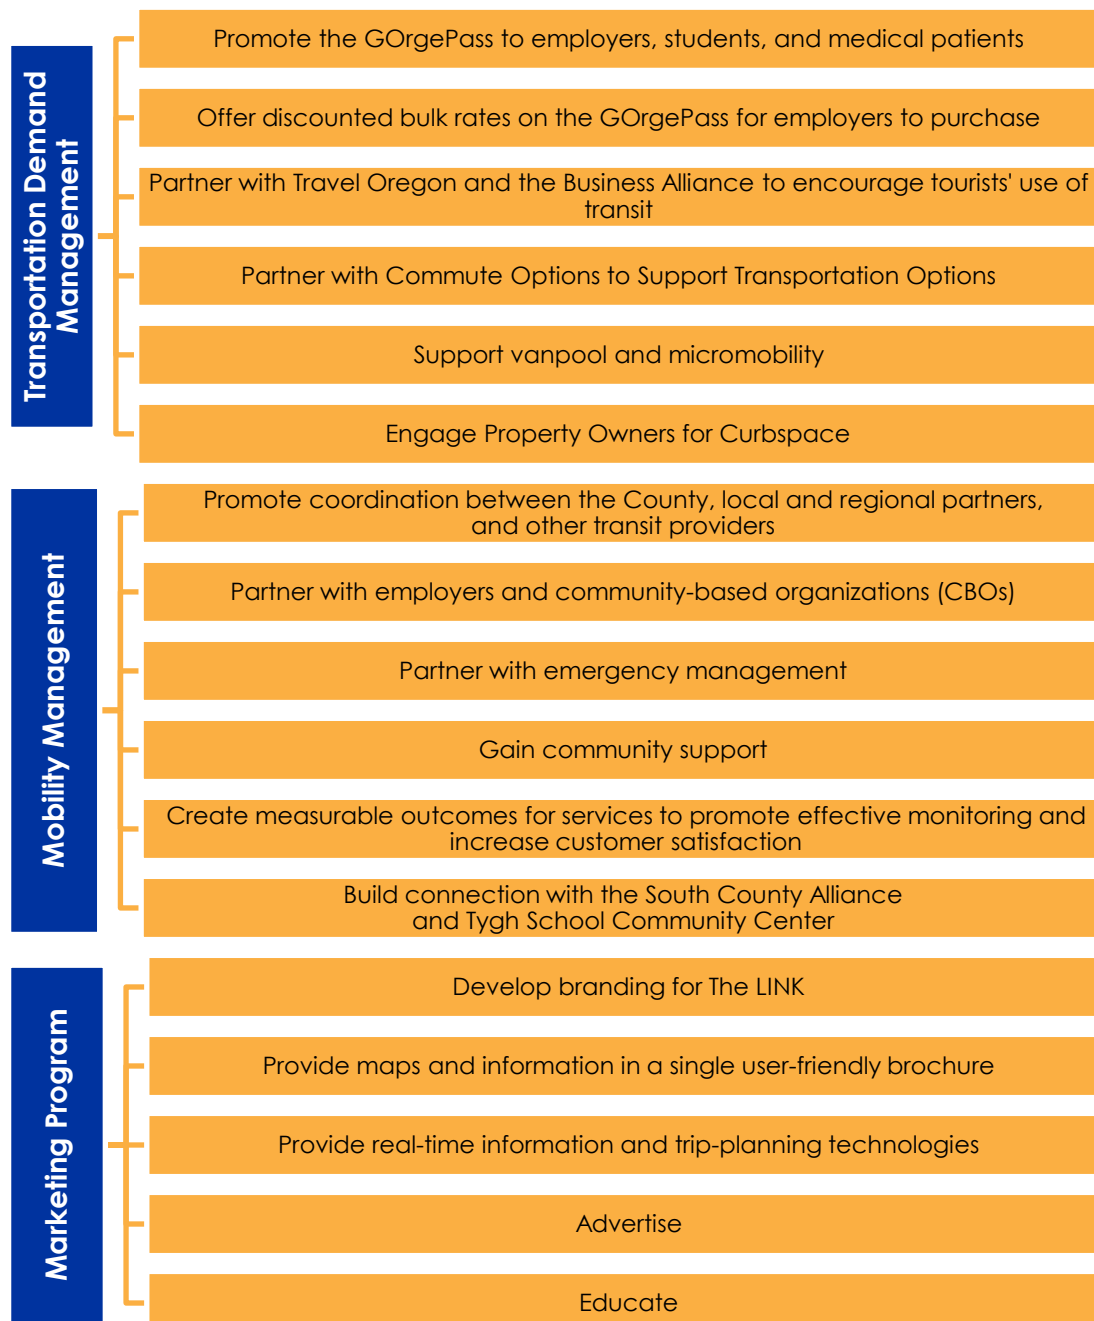 Transportation Demand
Management
Promote the GOrgePass to employers, students, and medical patients
Offer discounted bulk rates on the GOrgePass for employers to purchase
Partner with Travel Oregon and the Business Alliance to encourage tourists' use of
transit
Partner with Commute Options to Support Transportation Options
Support vanpool and micromobility
Engage Property Owners for Curbspace
Mobility Management
Promote coordination between the County, local and regional partners,
and other transit providers
Partner with employers and community-based organizations (CBOs)
Partner with emergency management
Gain community support
Create measurable outcomes for services to promote effective monitoring and
increase customer satisfaction
Build connection with the South County Alliance
and Tygh School Community Center
Marketing Program
Develop branding for The LINK
Provide maps and information in a single user-friendly brochure
Provide real-time information and trip-planning technologies
Advertise
Educate